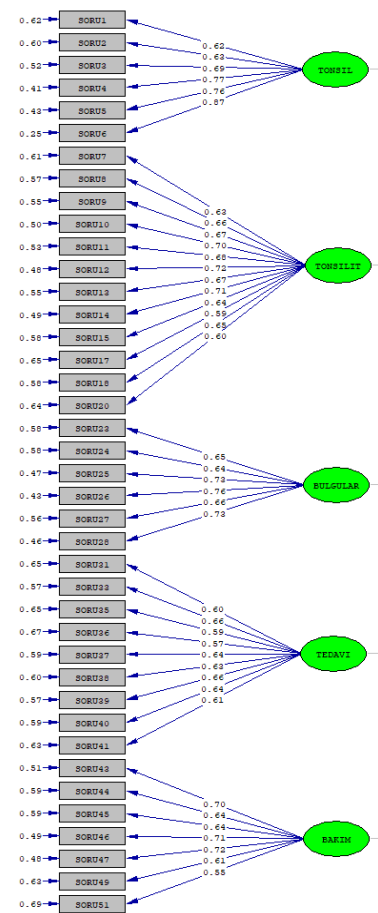 0.62 SORU1
0.60 SORU2
0.52 SORU3
0.41 SORU4
0.43 SORU5
0.25 SORU6
0.62
0.63
0.69
0.77
0.76
0.87
TONSIL
0.61 SORU7
0.57 SORU8
0.55 SORU9
0.50 SORU10
0.53 SORU11
0.48 SORU12
0.55 SORU13
0.49 SORU14
0.58 SORU15
0.65 SORU17
0.58 SORU18
0.64 SORU20
0.63
0.66
0.67
0.70
0.68
0.72
0.67
0.71
0.64
0.59
0.65
0.60
TONSILIT
0.58 SORU23
0.58 SORU24
0.47 SORU25
0.43 SORU26
0.56 SORU27
0.46 SORU28
0.65
0.64
0.73
0.76
0.66
0.73
BULGULAR
0.65 SORU31
0.57 SORU33
0.65 SORU35
0.67 SORU36
0.59 SORU37
0.60 SORU38
0.57 SORU39
0.59 SORU40
0.63 SORU41
0.60
0.66
0.59
0.57
0.64
0.63
0.66
0.64
0.61
TEDAVI
0.51 SORU43
0.59 SORU44
0.59 SORU45
0.49 SORU46
0.48 SORU47
0.63 SORU49
0.69 SORU51
0.70
0.64
0.64
0.71
0.72
0.61
0.55
BAKIM